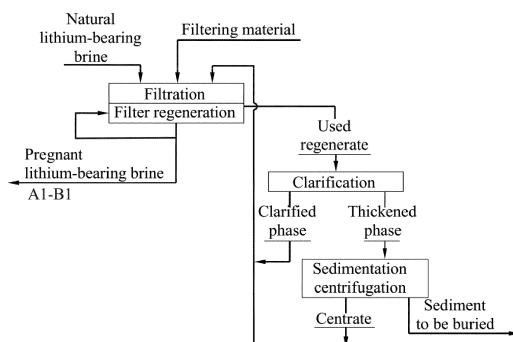 Natural
lithium-bearing
brine
Filtering material
Filtration
Filter regeneration
Used
regenerate
Pregnant
lithium-bearing brine
A1-B1
Clarification
Clarified
phase
Thickened
phase
Sedimentation
centrifugation
Centrate
Sediment
to be buried